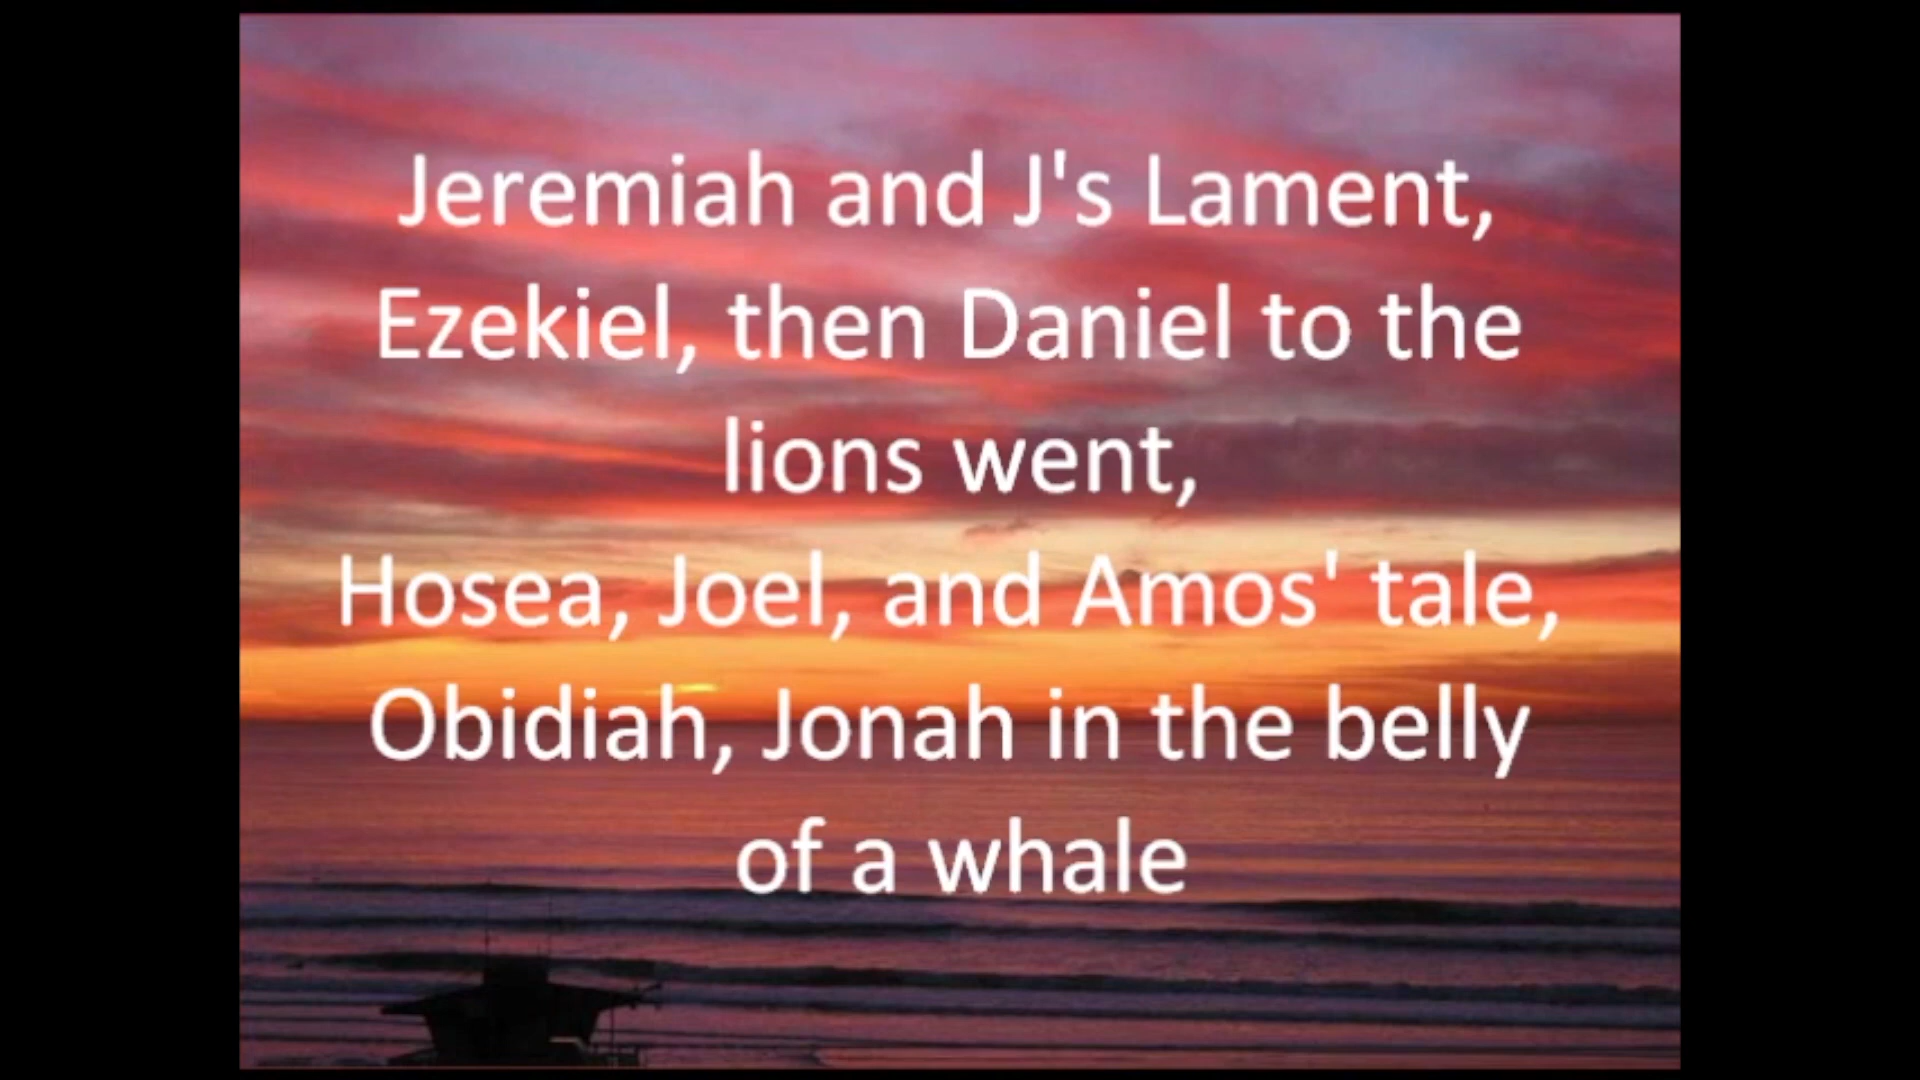 Jeremiah and J's Lament,
Ezekiel, then Daniel to the
lions went,
Hosea, Joel, and Amos' tale,
Obidiah, Jonah in the belly
of a whale